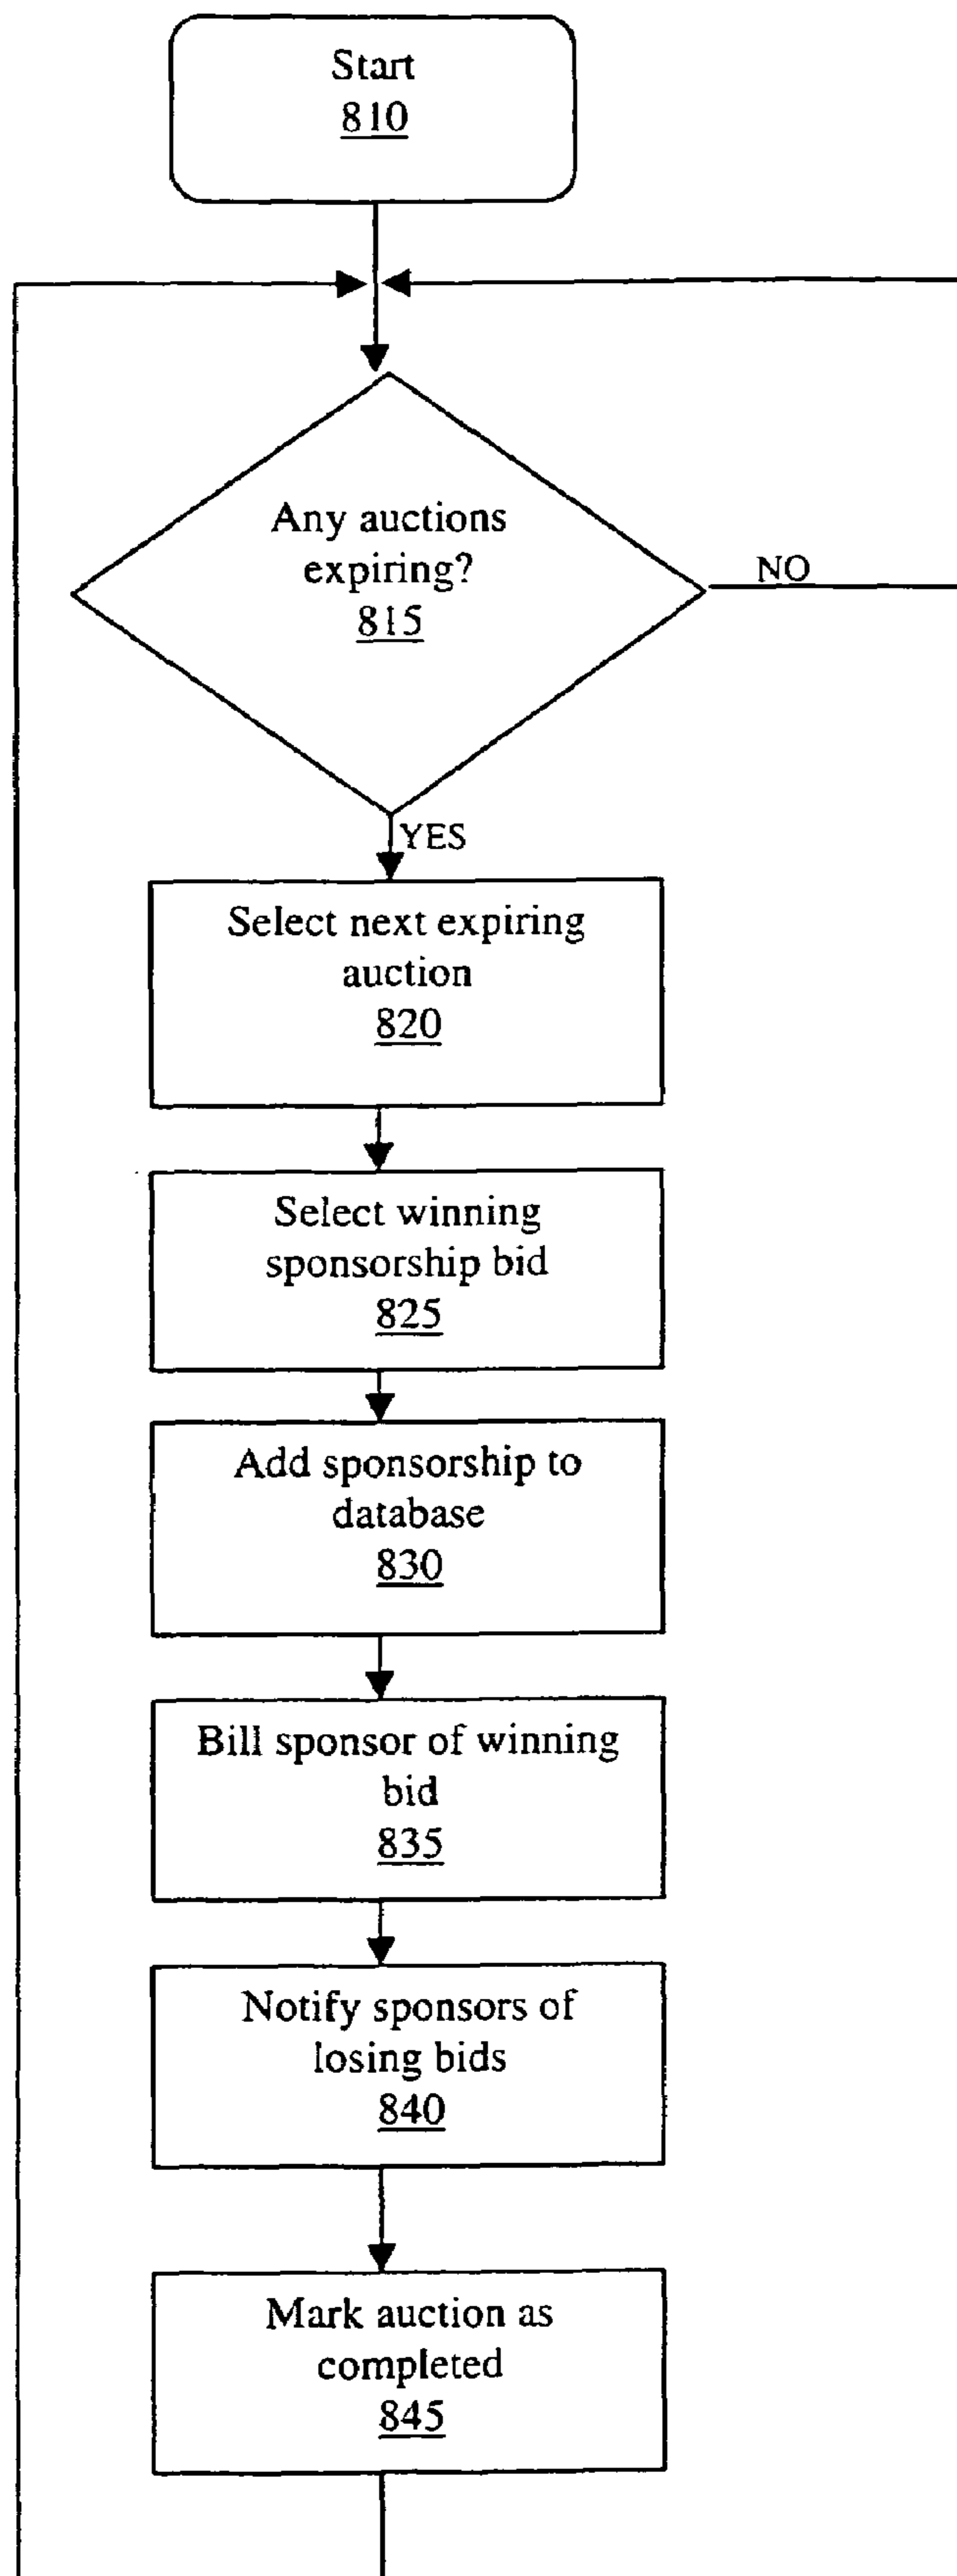 Start
810
Any auctions
expiring?
815
NO
YES
Select next expiring
auction
820
Select winning
sponsorship bid
825
Add sponsorship to
database
830
Bill sponsor of winning
bid
835
Notify sponsors of
losing bids
840
Mark auction as
completed
845